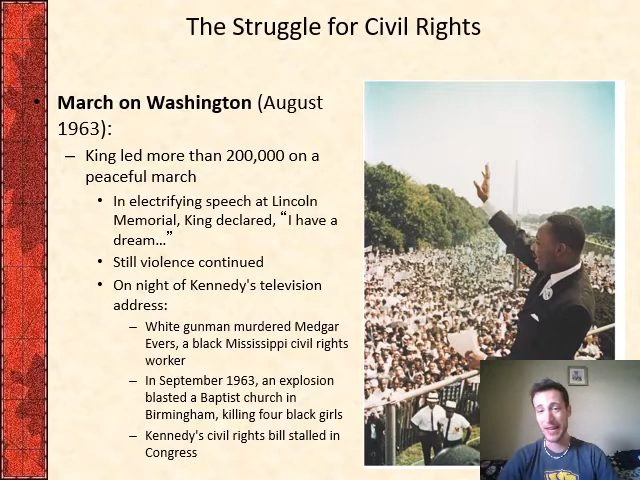 The Struggle for Civil Rights
• March on Washington (August
1963):
– King led more than 200,000 on a
peaceful march
• In electrifying speech at Lincoln
Memorial, King declared, “I have a
dream…”
• Still violence continued
• On night of Kennedy's television
address:
– White gunman murdered Medgar
Evers, a black Mississippi civil rights
worker
– In September 1963, an explosion
blasted a Baptist church in
Birmingham, killing four black girls
– Kennedy's civil rights bill stalled in
Congress